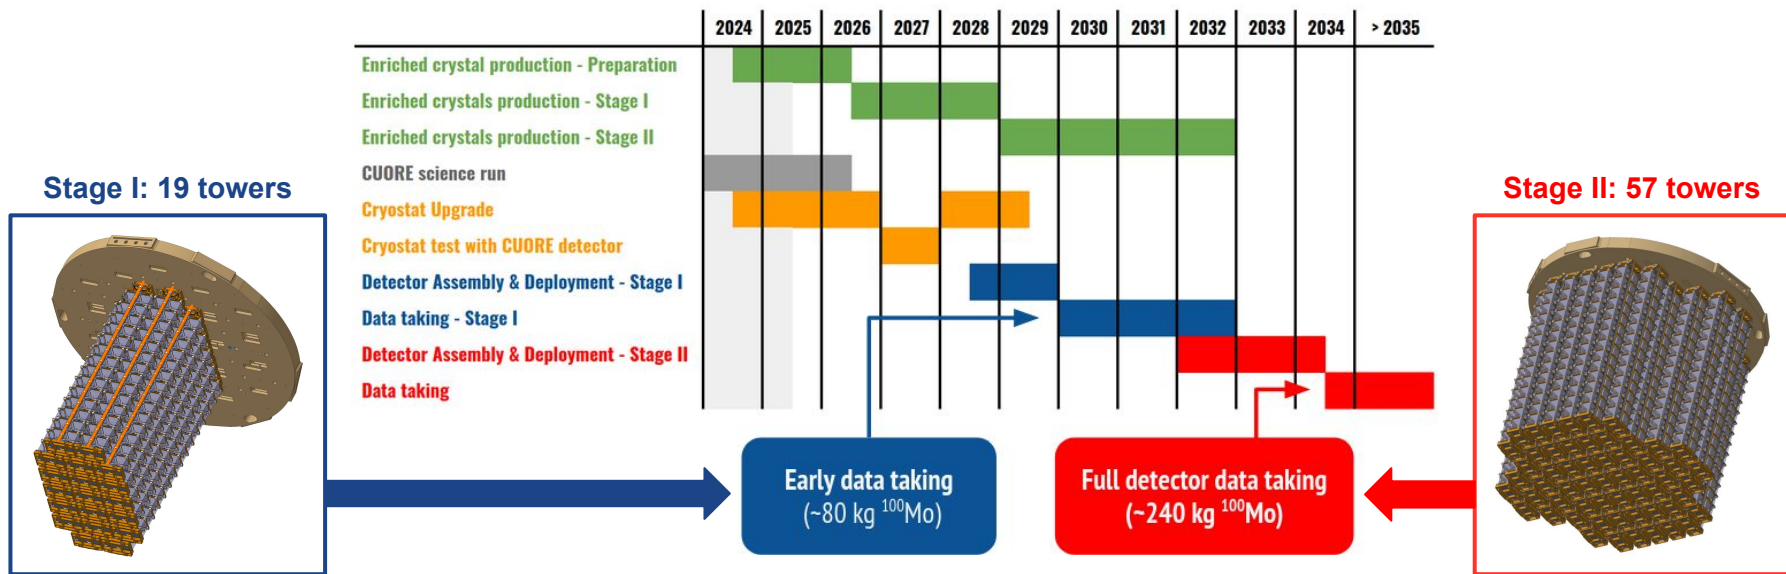 2024 2025 2026 2027 2028 2029 2030 2031 2032 2033 2034 > 2035
Enriched crystal production - Preparation
Enriched crystals production - Stage I
Enriched crystals production - Stage II
CUORE science run
Cryostat Upgrade
Cryostat test with CUORE detector
Detector Assembly & Deployment - Stage I
Data taking - Stage I
Detector Assembly & Deployment - Stage II
Data taking
Stage I: 19 towers
Stage II: 57 towers
Early data taking
(~80 kg ¹⁰⁰Mo)
Full detector data taking
(~240 kg ¹⁰⁰Mo)